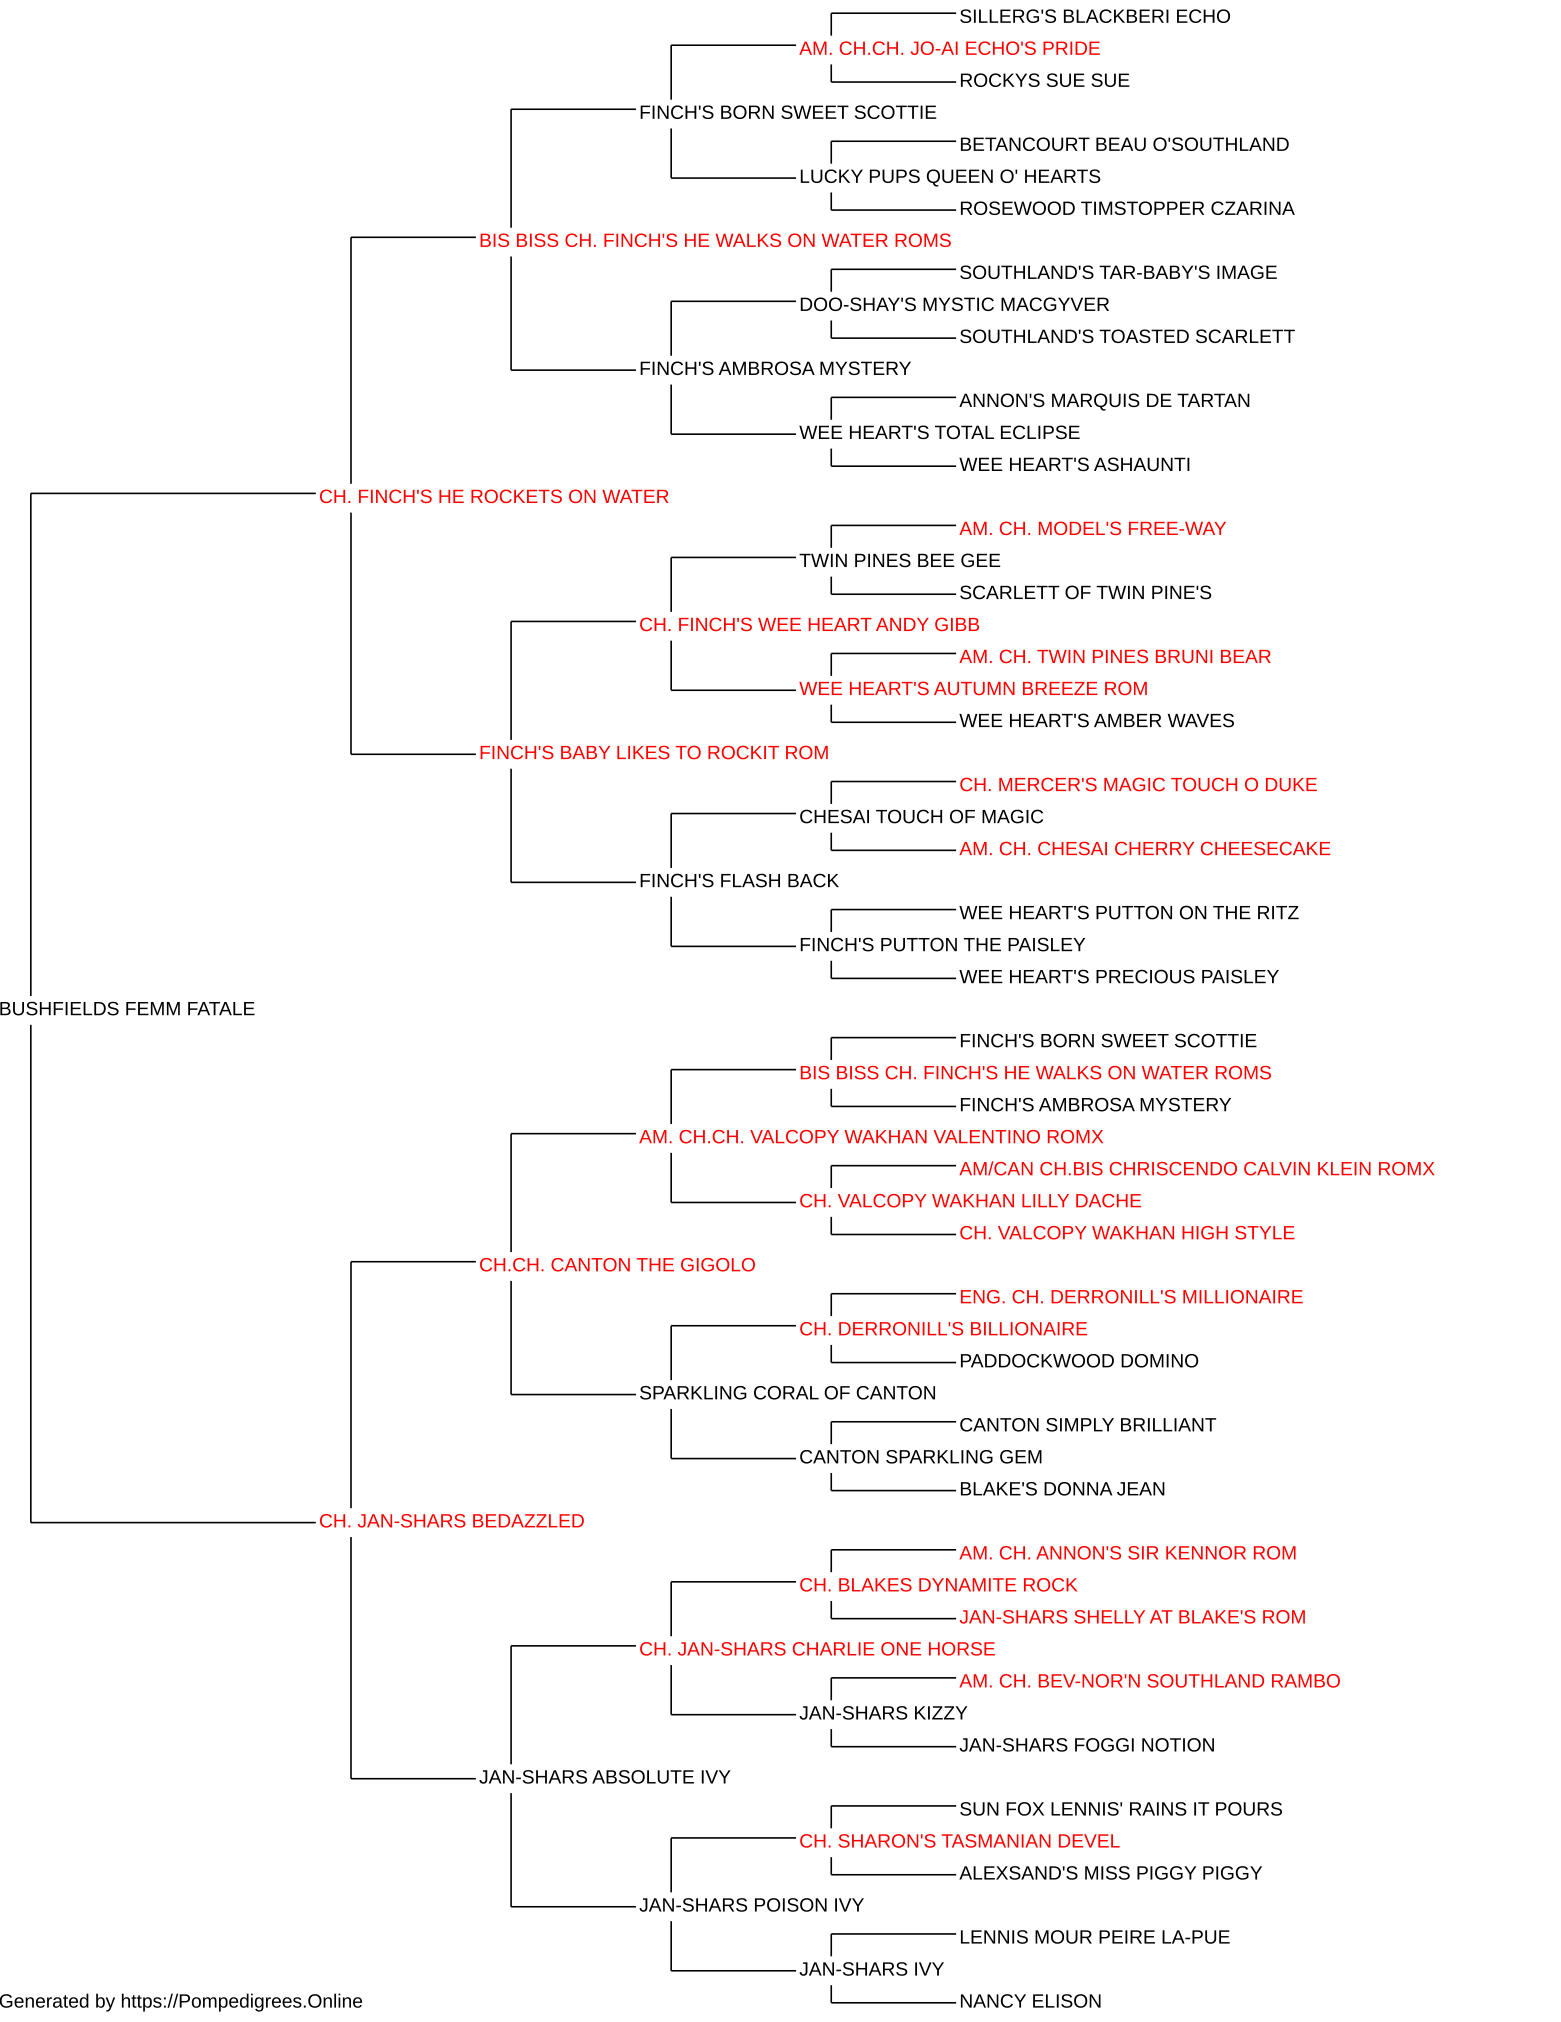 SILLERG'S BLACKBERI ECHO
AM. CH.CH. JO-AI ECHO'S PRIDE
ROCKYS SUE SUE
FINCH'S BORN SWEET SCOTTIE
BETANCOURT BEAU O'SOUTHLAND
LUCKY PUPS QUEEN O' HEARTS
ROSEWOOD TIMSTOPPER CZARINA
BIS BISS CH. FINCH'S HE WALKS ON WATER ROMS
SOUTHLAND'S TAR-BABY'S IMAGE
DOO-SHAY'S MYSTIC MACGYVER
SOUTHLAND'S TOASTED SCARLETT
FINCH'S AMBROSA MYSTERY
ANNON'S MARQUIS DE TARTAN
WEE HEART'S TOTAL ECLIPSE
WEE HEART'S ASHAUNTI
CH. FINCH'S HE ROCKETS ON WATER
AM. CH. MODEL'S FREE-WAY
TWIN PINES BEE GEE
SCARLETT OF TWIN PINE'S
CH. FINCH'S WEE HEART ANDY GIBB
AM. CH. TWIN PINES BRUNI BEAR
WEE HEART'S AUTUMN BREEZE ROM
WEE HEART'S AMBER WAVES
FINCH'S BABY LIKES TO ROCKIT ROM
CH. MERCER'S MAGIC TOUCH O DUKE
CHESAI TOUCH OF MAGIC
AM. CH. CHESAI CHERRY CHEESECAKE
FINCH'S FLASH BACK
WEE HEART'S PUTTON ON THE RITZ
FINCH'S PUTTON THE PAISLEY
WEE HEART'S PRECIOUS PAISLEY
BUSHFIELDS FEMM FATALE
FINCH'S BORN SWEET SCOTTIE
BIS BISS CH. FINCH'S HE WALKS ON WATER ROMS
FINCH'S AMBROSA MYSTERY
AM. CH.CH. VALCOPY WAKHAN VALENTINO ROMX
AM/CAN CH.BIS CHRISCENDO CALVIN KLEIN ROMX
CH. VALCOPY WAKHAN LILLY DACHE
CH. VALCOPY WAKHAN HIGH STYLE
CH.CH. CANTON THE GIGOLO
ENG. CH. DERRONILL'S MILLIONAIRE
CH. DERRONILL'S BILLIONAIRE
PADDOCKWOOD DOMINO
SPARKLING CORAL OF CANTON
CANTON SIMPLY BRILLIANT
CANTON SPARKLING GEM
BLAKE'S DONNA JEAN
CH. JAN-SHARS BEDAZZLED
AM. CH. ANNON'S SIR KENNOR ROM
CH. BLAKES DYNAMITE ROCK
JAN-SHARS SHELLY AT BLAKE'S ROM
CH. JAN-SHARS CHARLIE ONE HORSE
AM. CH. BEV-NOR'N SOUTHLAND RAMBO
JAN-SHARS KIZZY
JAN-SHARS FOGGI NOTION
JAN-SHARS ABSOLUTE IVY
SUN FOX LENNIS' RAINS IT POURS
CH. SHARON'S TASMANIAN DEVEL
ALEXSAND'S MISS PIGGY PIGGY
JAN-SHARS POISON IVY
LENNIS MOUR PEIRE LA-PUE
JAN-SHARS IVY
NANCY ELISON
Generated by https://Pompedigrees.Online